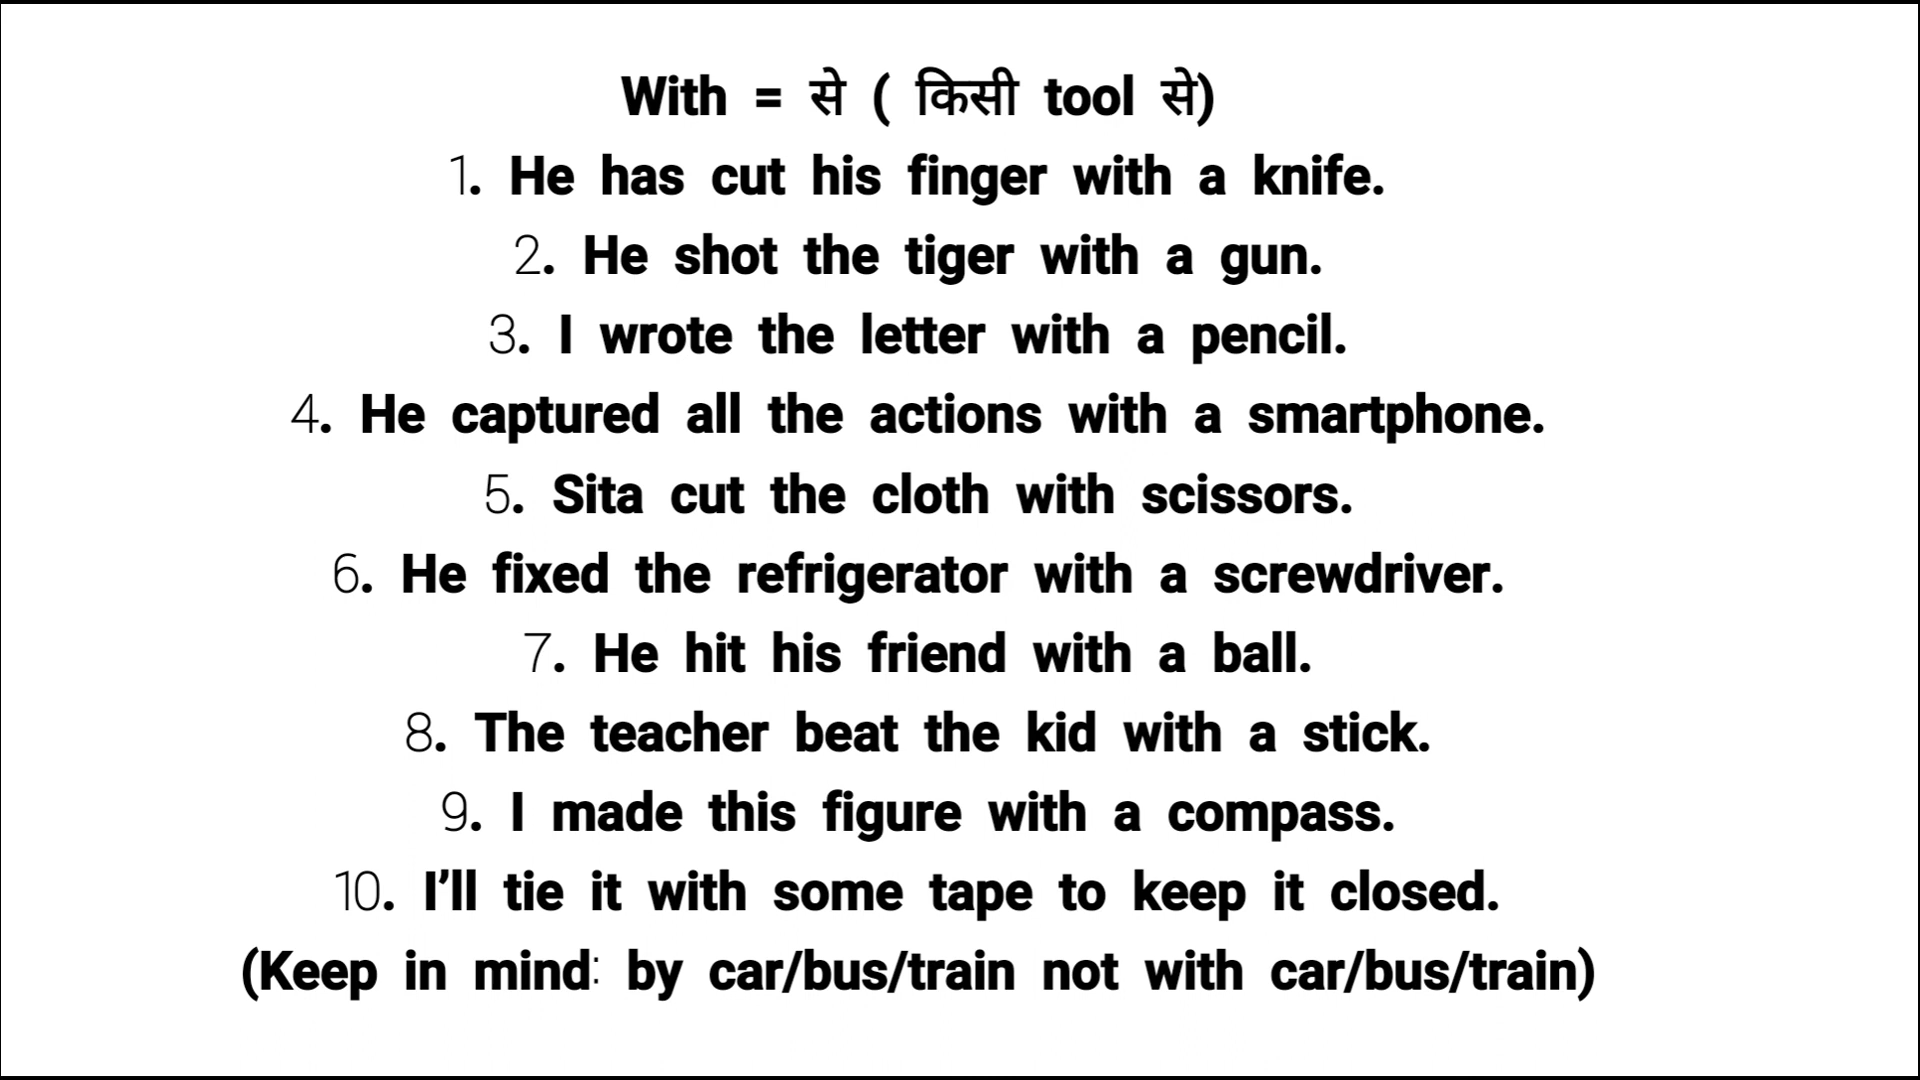 With = से ( किसी tool से)
1. He has cut his finger with a knife.
2. He shot the tiger with a gun.
3. I wrote the letter with a pencil.
4. He captured all the actions with a smartphone.
5. Sita cut the cloth with scissors.
6. He fixed the refrigerator with a screwdriver.
7. He hit his friend with a ball.
8. The teacher beat the kid with a stick.
9. I made this figure with a compass.
10. I’ll tie it with some tape to keep it closed.
(Keep in mind: by car/bus/train not with car/bus/train)